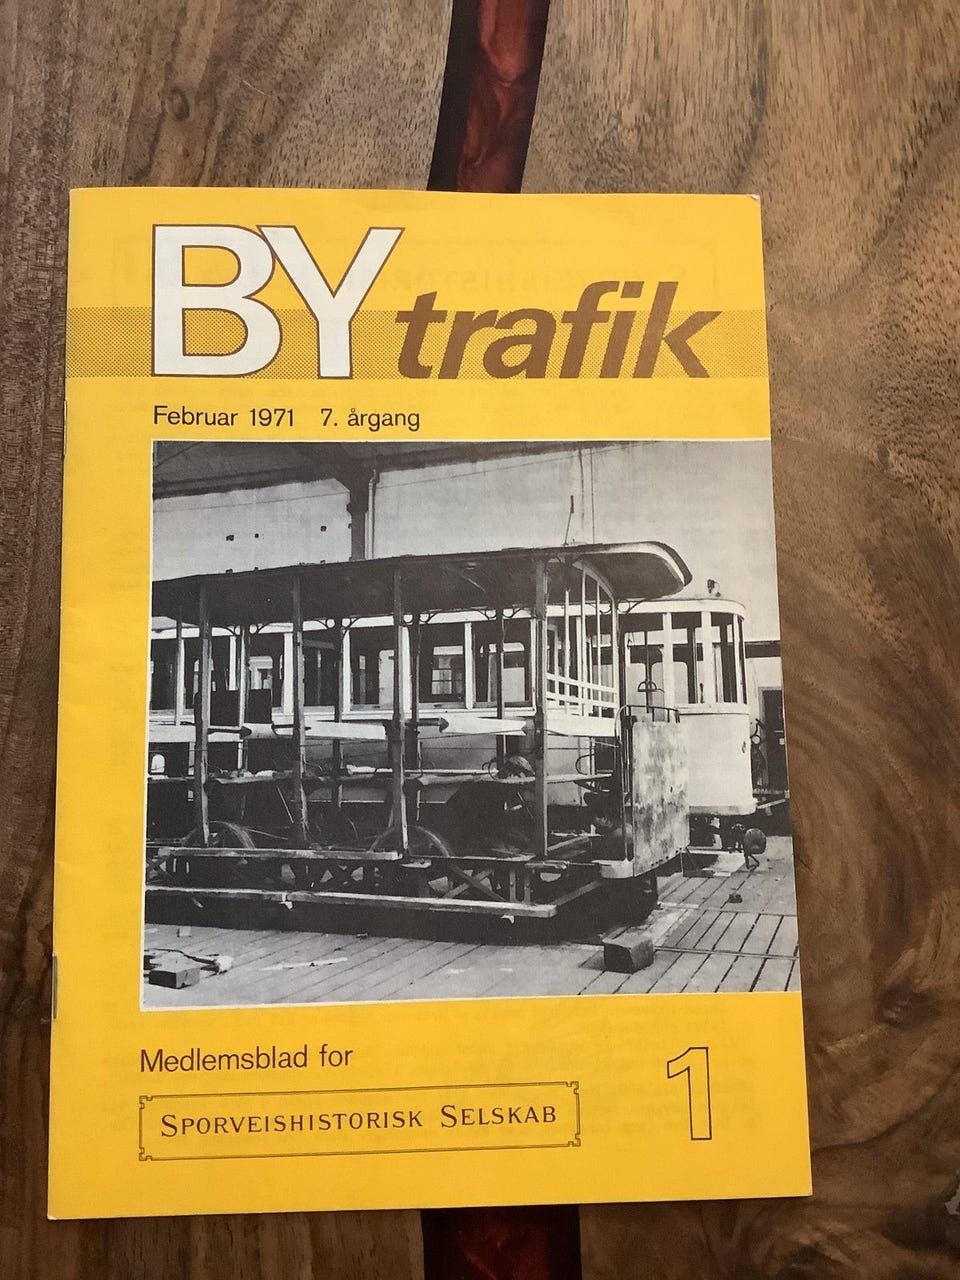 BY trafik
Februar 1971 7. årgang
Medlemsblad for
SPORVEISHISTORISK SELSKAB
1